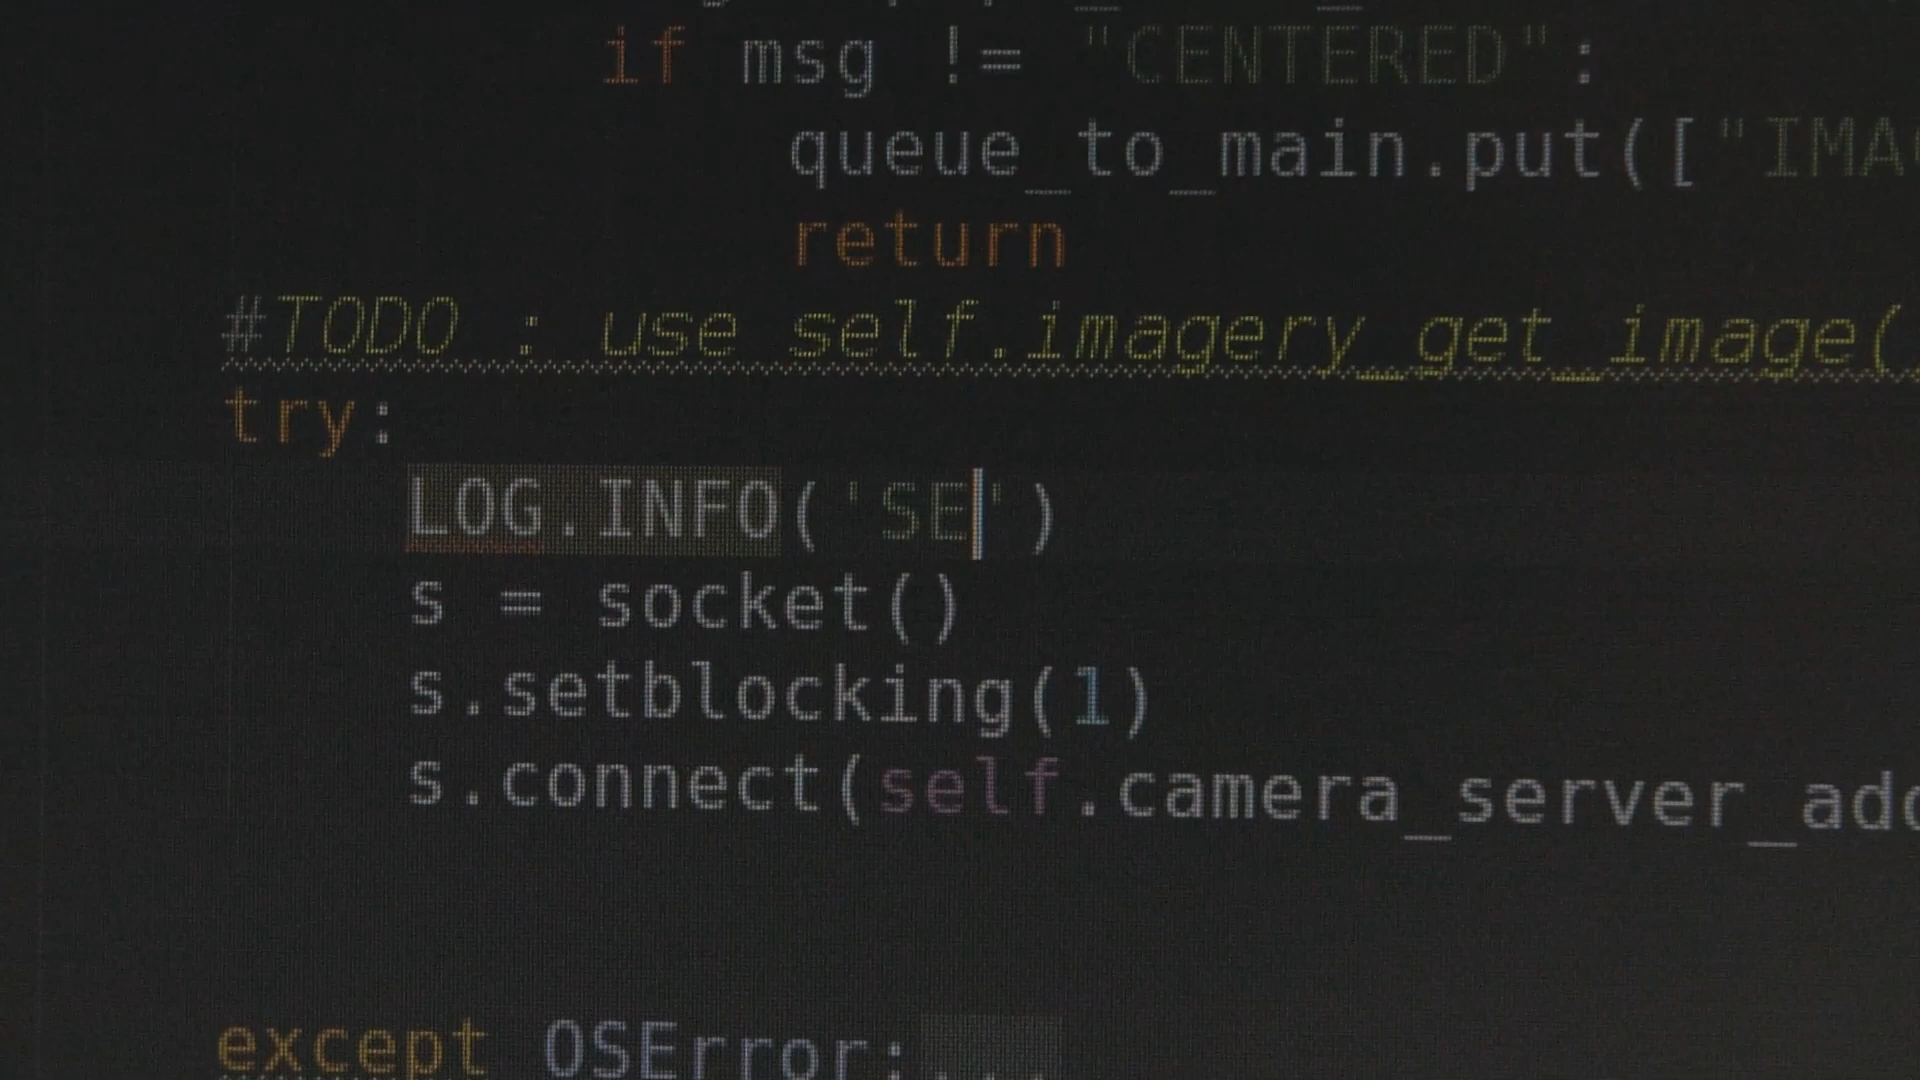 if msg != "CENTERED":
queue_to_main.put(["IMA
return
#TODO : use self.imagery_get_image(
try:
LOG.INFO('SE')
s = socket()
s.setblocking(1)
s.connect(self.camera_server_add
except OSError:...